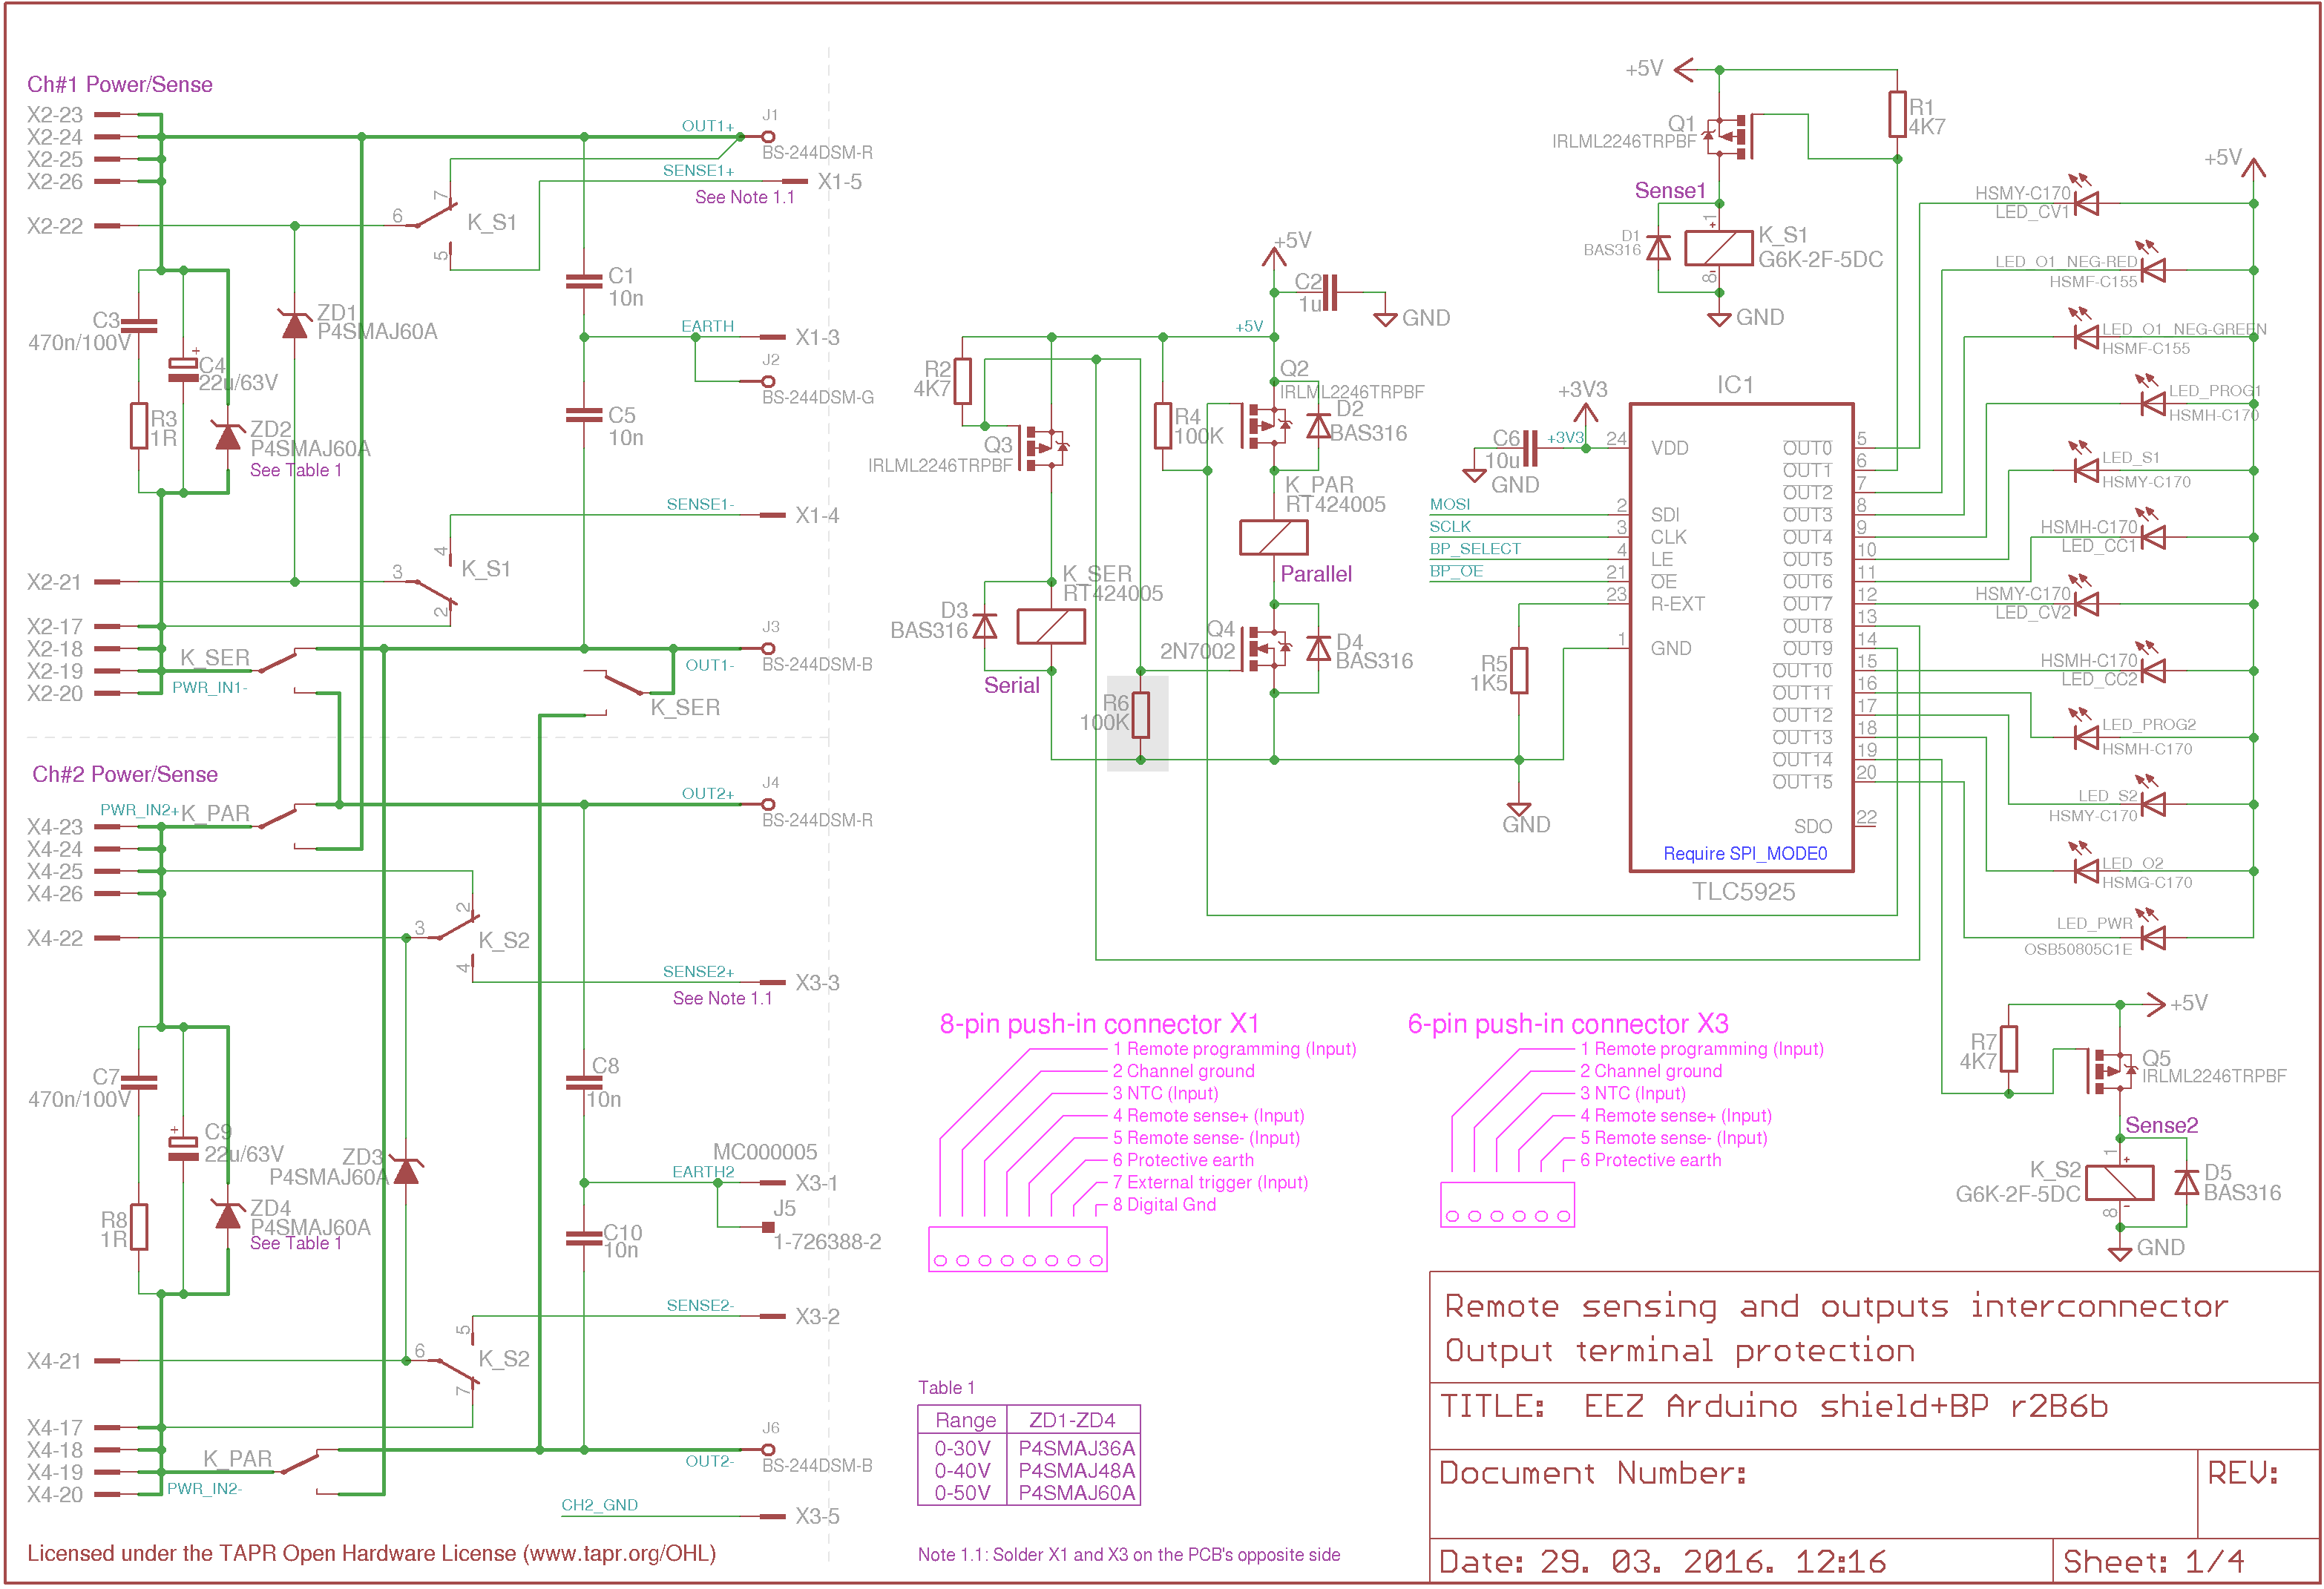 Ch#1 Power/Sense
X2-23
X2-24
X2-25
X2-26
X2-22
C3
470n/100V
R3
1R
+
C4
22u/63V
ZD1
P4SMAJ60A
ZD2
P4SMAJ60A
See Table 1
X2-21
X2-17
X2-18
X2-19
X2-20
K_SER
PWR_IN1-
6
7
5
K_S1
3
4
2
K_S1
OUT1+
J1
BS-244DSM-R
SENSE1+
X1-5
See Note 1.1
C1
10n
EARTH
X1-3
J2
BS-244DSM-G
C5
10n
SENSE1-
X1-4
J3
OUT1-
BS-244DSM-B
K_SER
Ch#2 Power/Sense
PWR_IN2+
K_PAR
X4-23
X4-24
X4-25
X4-26
X4-22
C7
470n/100V
R8
1R
+
C9
22u/63V
ZD3
P4SMAJ60A
ZD4
P4SMAJ60A
See Table 1
X4-21
X4-17
X4-18
X4-19
X4-20
K_PAR
PWR_IN2-
2
3
4
K_S2
5
6
7
K_S2
OUT2+
J4
BS-244DSM-R
SENSE2+
X3-3
See Note 1.1
C8
10n
MC000005
EARTH2
X3-1
J5
1-726388-2
C10
10n
SENSE2-
X3-2
J6
OUT2-
BS-244DSM-B
CH2_GND
X3-5
Licensed under the TAPR Open Hardware License (www.tapr.org/OHL)
+5V
C2
1u
GND
+5V
R2
4K7
Q3
IRLML2246TRPBF
R4
100K
Q2
IRLML2246TRPBF
D2
BAS316
K_PAR
RT424005
Parallel
K_SER
RT424005
D3
BAS316
Serial
Q4
2N7002
D4
BAS316
R6
100K
R5
1K5
GND
+5V
Q1
IRLML2246TRPBF
R1
4K7
Sense1
D1
BAS316
1
+
8
-
K_S1
G6K-2F-5DC
GND
+3V3
C6
10u
+3V3
GND
MOSI
SCLK
BP_SELECT
BP_OE
IC1
24 VDD
2 SDI
3 CLK
4 LE
21 OE
23 R-EXT
1 GND
OUT0 5
OUT1 6
OUT2 7
OUT3 8
OUT4 9
OUT5 10
OUT6 11
OUT7 12
OUT8 13
OUT9 14
OUT10 15
OUT11 16
OUT12 17
OUT13 18
OUT14 19
OUT15 20
SDO 22
Require SPI_MODE0
TLC5925
+5V
HSMY-C170
LED_CV1
LED_O1_NEG-RED
HSMF-C155
LED_O1_NEG-GREEN
HSMF-C155
LED_PROG1
HSMH-C170
LED_S1
HSMY-C170
HSMH-C170
LED_CC1
HSMY-C170
LED_CV2
HSMH-C170
LED_CC2
LED_PROG2
HSMH-C170
LED_S2
HSMY-C170
LED_O2
HSMG-C170
LED_PWR
OSB50805C1E
+5V
R7
4K7
Q5
IRLML2246TRPBF
Sense2
1
+
8
-
K_S2
G6K-2F-5DC
D5
BAS316
GND
8-pin push-in connector X1
1 Remote programming (Input)
2 Channel ground
3 NTC (Input)
4 Remote sense+ (Input)
5 Remote sense- (Input)
6 Protective earth
7 External trigger (Input)
8 Digital Gnd
6-pin push-in connector X3
1 Remote programming (Input)
2 Channel ground
3 NTC (Input)
4 Remote sense+ (Input)
5 Remote sense- (Input)
6 Protective earth
Table 1
Range ZD1-ZD4
0-30V P4SMAJ36A
0-40V P4SMAJ48A
0-50V P4SMAJ60A
Note 1.1: Solder X1 and X3 on the PCB's opposite side
Remote sensing and outputs interconnector
Output terminal protection
TITLE: EEZ Arduino shield+BP r2B6b
Document Number:
REV:
Date: 29. 03. 2016. 12:16
Sheet: 1/4